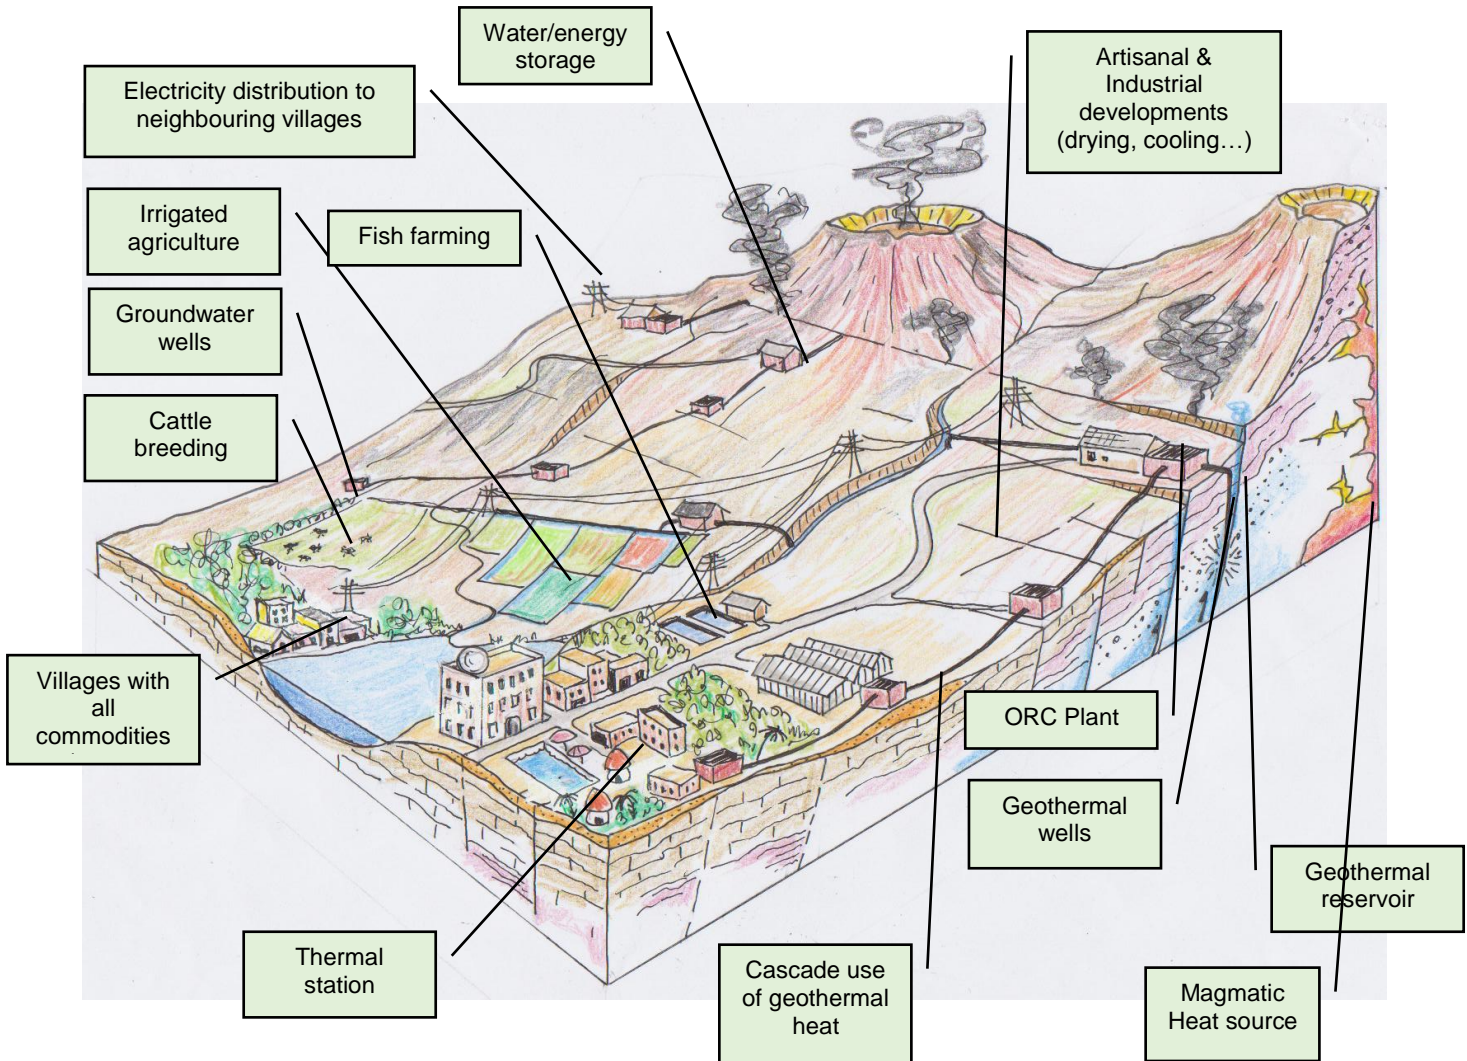 Water/energy
storage
Artisanal &
Industrial
developments
(drying, cooling…)
Electricity distribution to
neighbouring villages
Irrigated
agriculture
Fish farming
Groundwater
wells
Cattle
breeding
Villages with
all
commodities
ORC Plant
Geothermal
wells
Geothermal
reservoir
Thermal
station
Cascade use
of geothermal
heat
Magmatic
Heat source